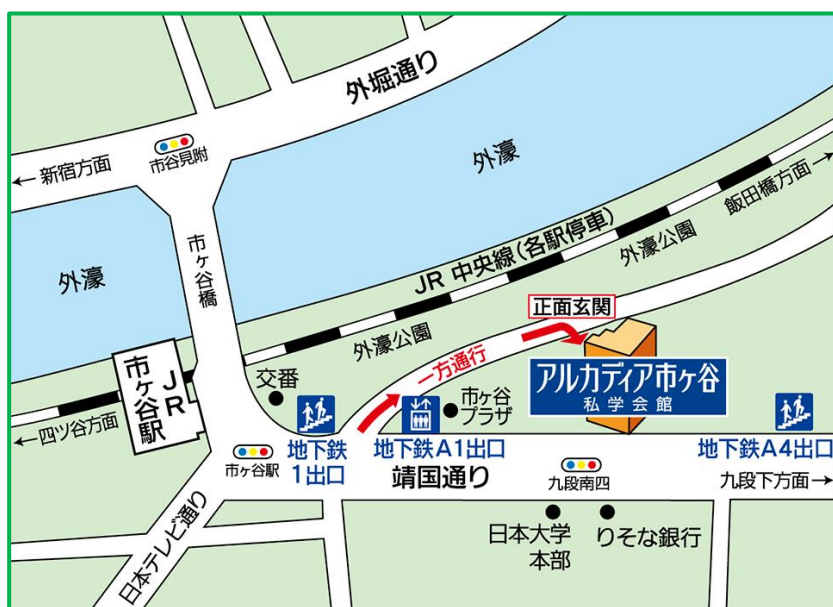 外堀通り
市谷見附
←新宿方面
外濠
飯田橋方面→
外濠
市ヶ谷橋
JR 中央線(各駅停車)
外濠公園
正面玄関
外濠公園
一方通行
アルカディア市ヶ谷
私学会館
JR
市ヶ谷駅
交番
市ヶ谷
プラザ
←四ツ谷方面
市ヶ谷駅
地下鉄
1出口
地下鉄A1出口
地下鉄A4出口
靖国通り
九段南四
九段下方面→
日本テレビ通り
日本大学
本部
りそな銀行